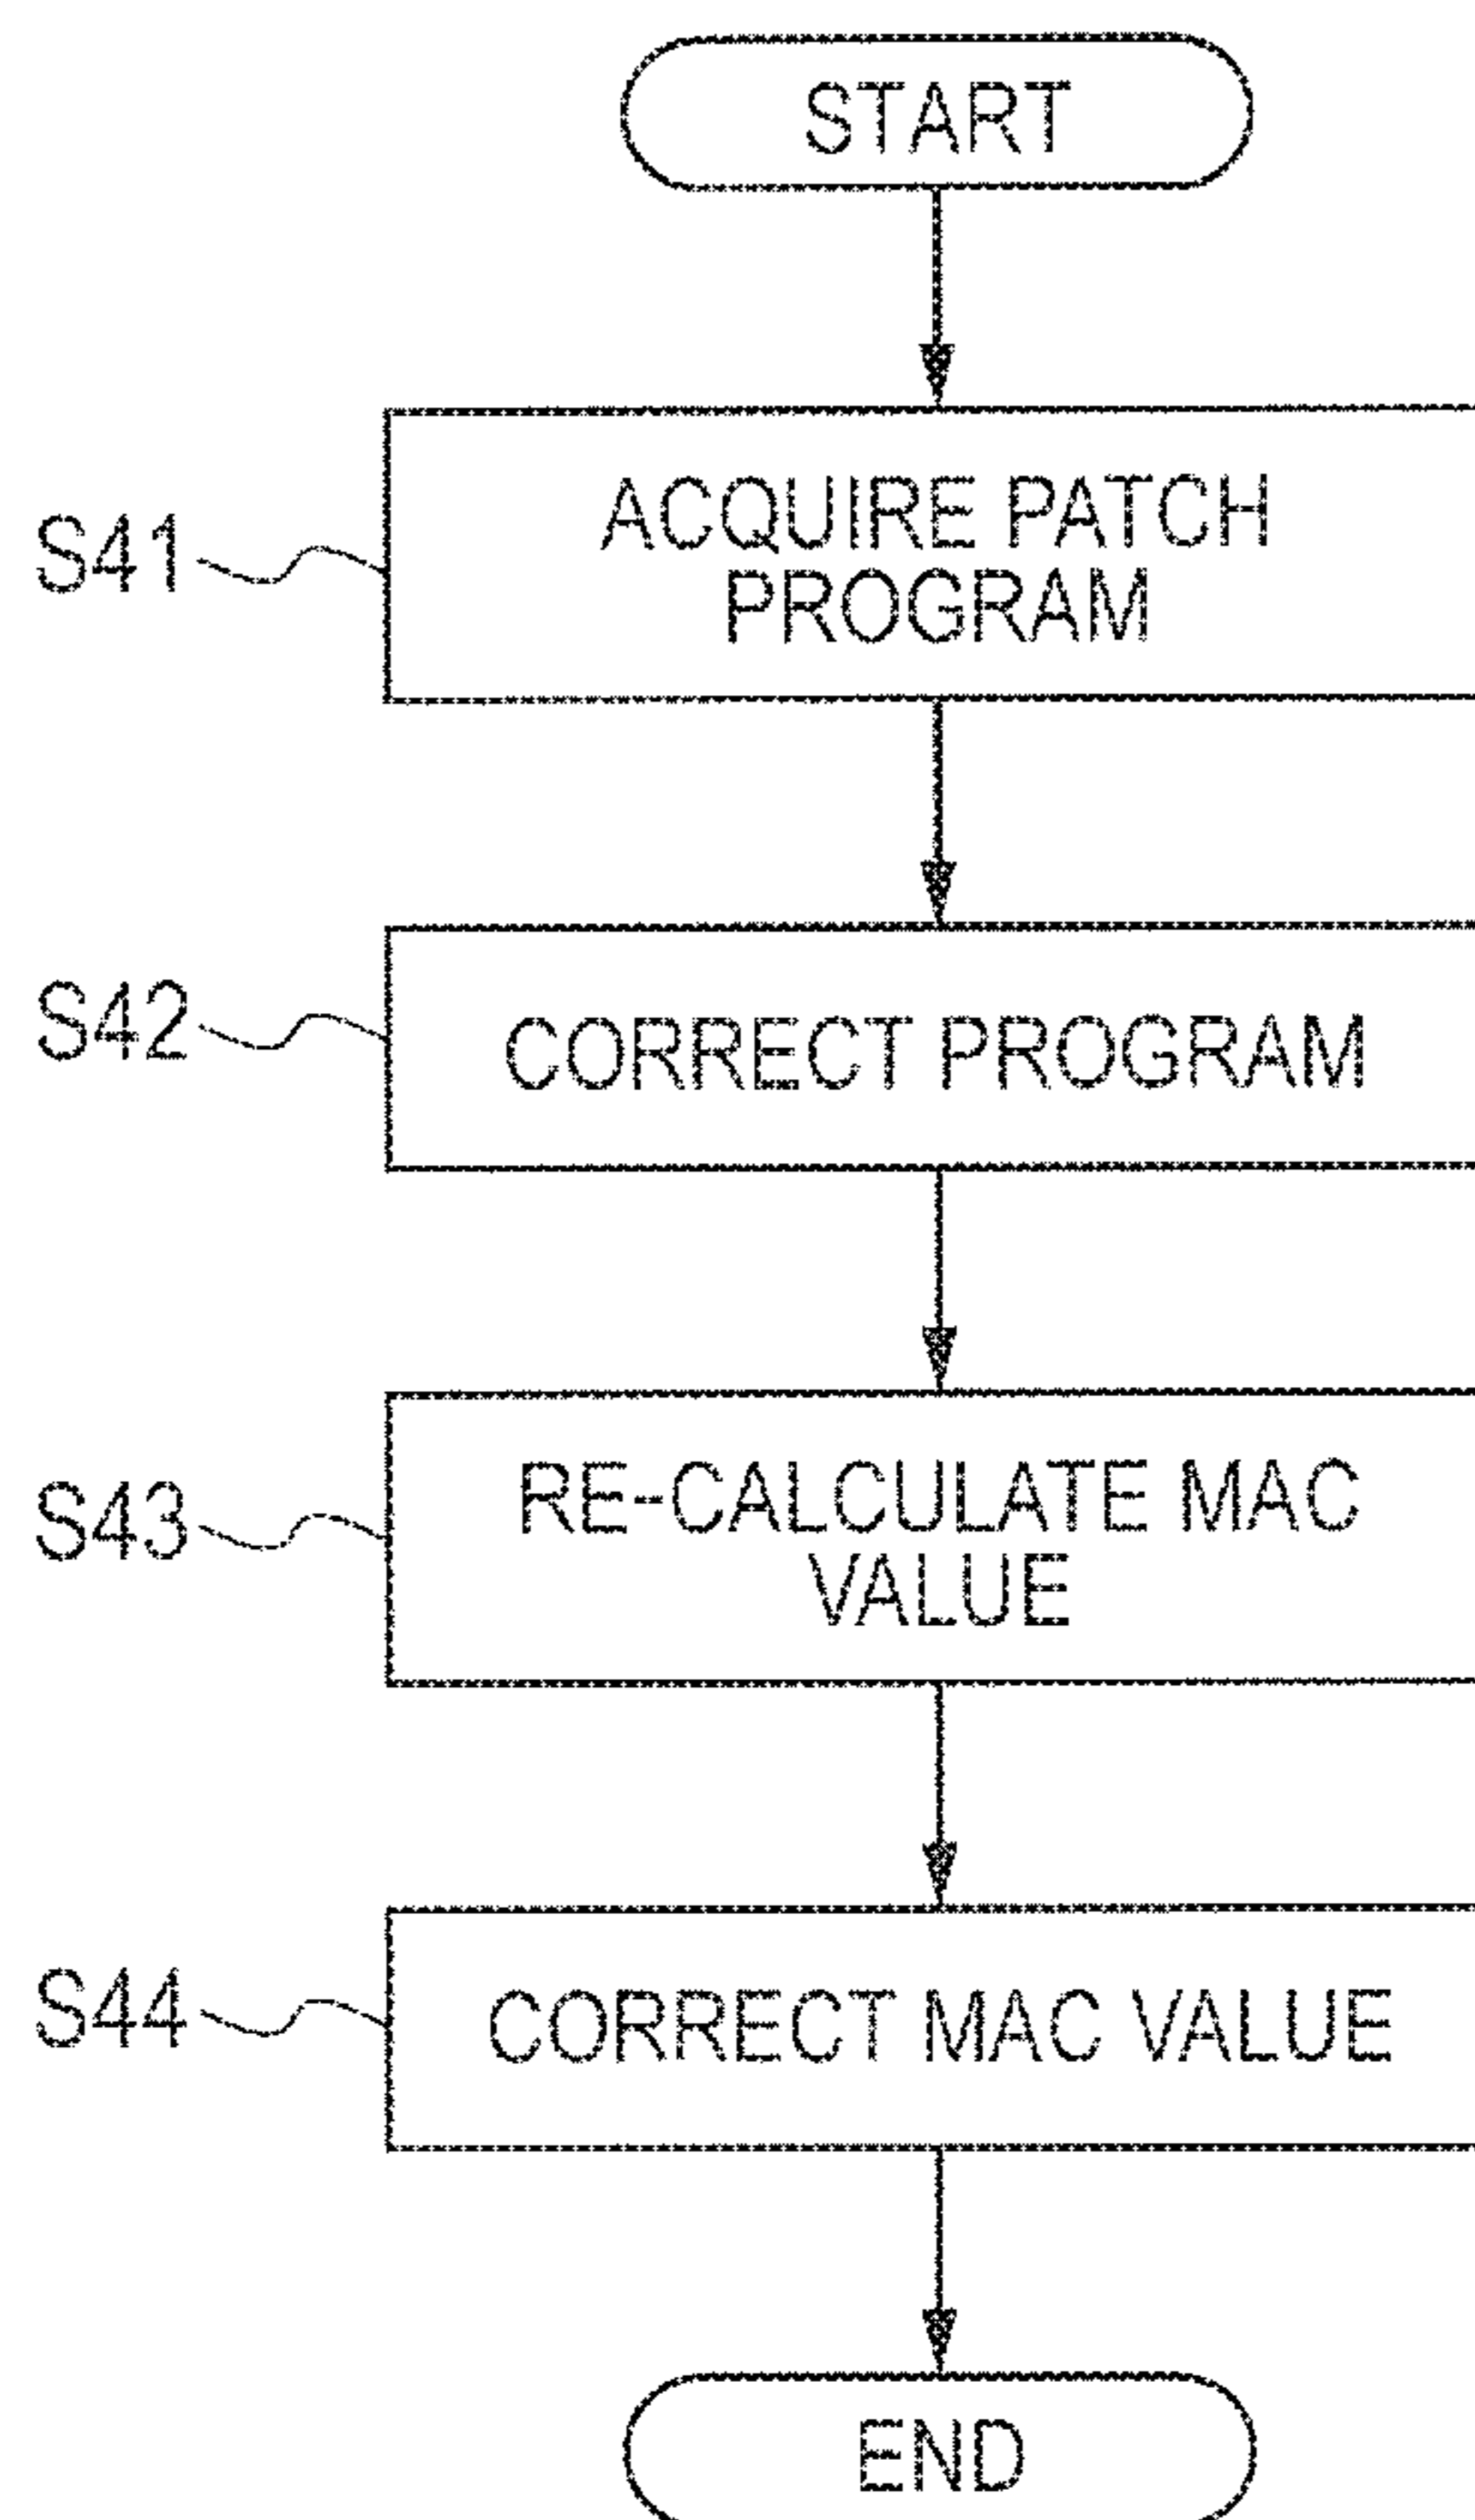 START
S41
ACQUIRE PATCH
PROGRAM
S42
CORRECT PROGRAM
S43
RE-CALCULATE MAC
VALUE
S44
CORRECT MAC VALUE
END